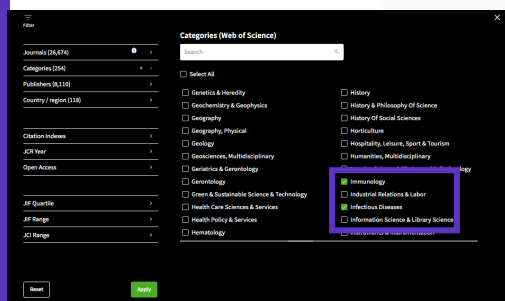 Filter
Journals (26,674)
Categories (254)
Publishers (8,110)
Country / region (118)
Citation Indexes
JCR Year
Open Access
JIF Quartile
JIF Range
JCI Range
Reset
Apply
Categories (Web of Science)
Search
Select All
Genetics & Heredity
Geochemistry & Geophysics
Geography
Geography, Physical
Geology
Geosciences, Multidisciplinary
Geriatrics & Gerontology
Gerontology
Green & Sustainable Science & Technology
Health Care Sciences & Services
Health Policy & Services
Hematology
History
History & Philosophy Of Science
History Of Social Sciences
Horticulture
Hospitality, Leisure, Sport & Tourism
Humanities, Multidisciplinary
Immunology
Industrial Relations & Labor
Infectious Diseases
Information Science & Library Science